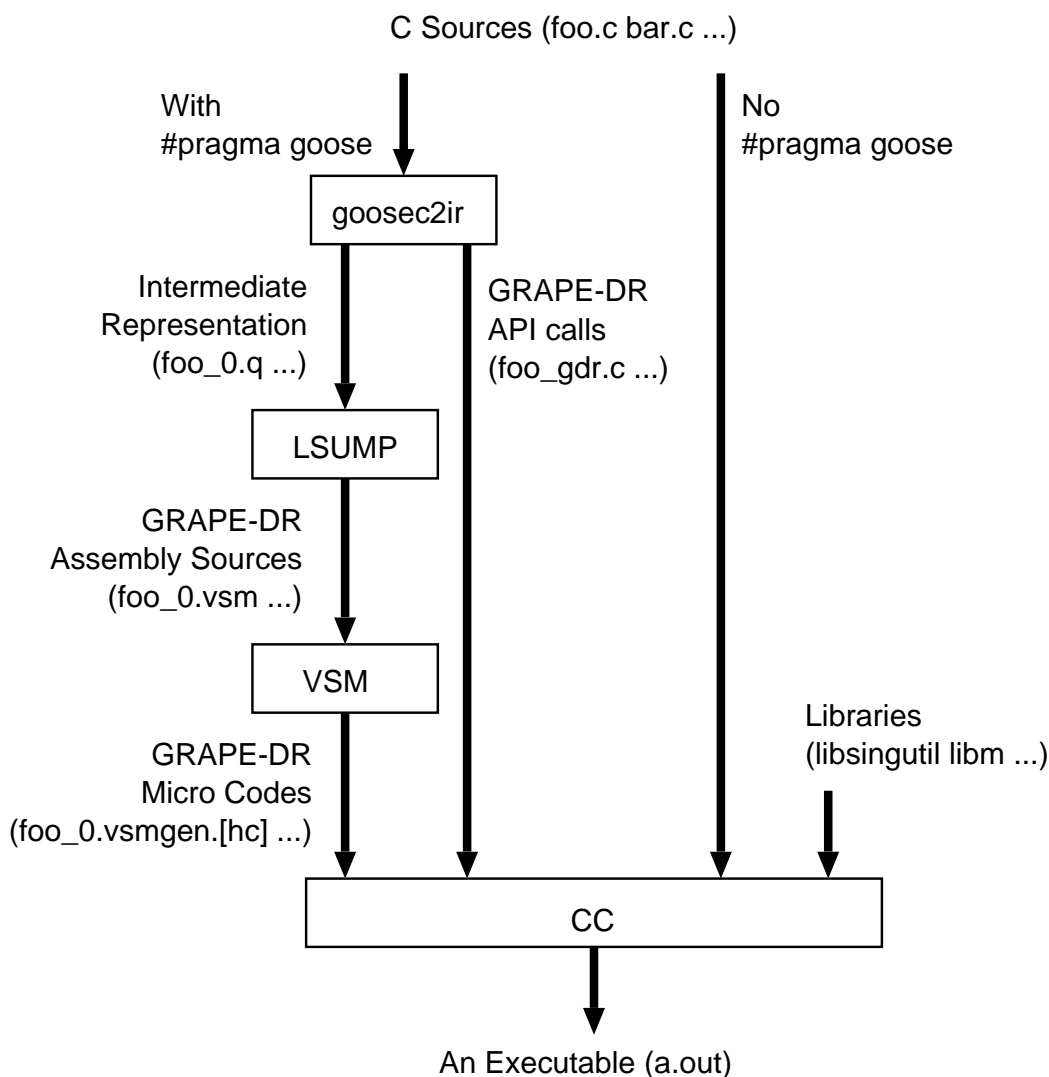 C Sources (foo.c bar.c ...)
With
#pragma goose
No
#pragma goose
goosec2ir
Intermediate
Representation
(foo_0.q ...)
GRAPE-DR
API calls
(foo_gdr.c ...)
LSUMP
GRAPE-DR
Assembly Sources
(foo_0.vsm ...)
VSM
GRAPE-DR
Micro Codes
(foo_0.vsmgen.[hc] ...)
Libraries
(libsingutil libm ...)
CC
An Executable (a.out)